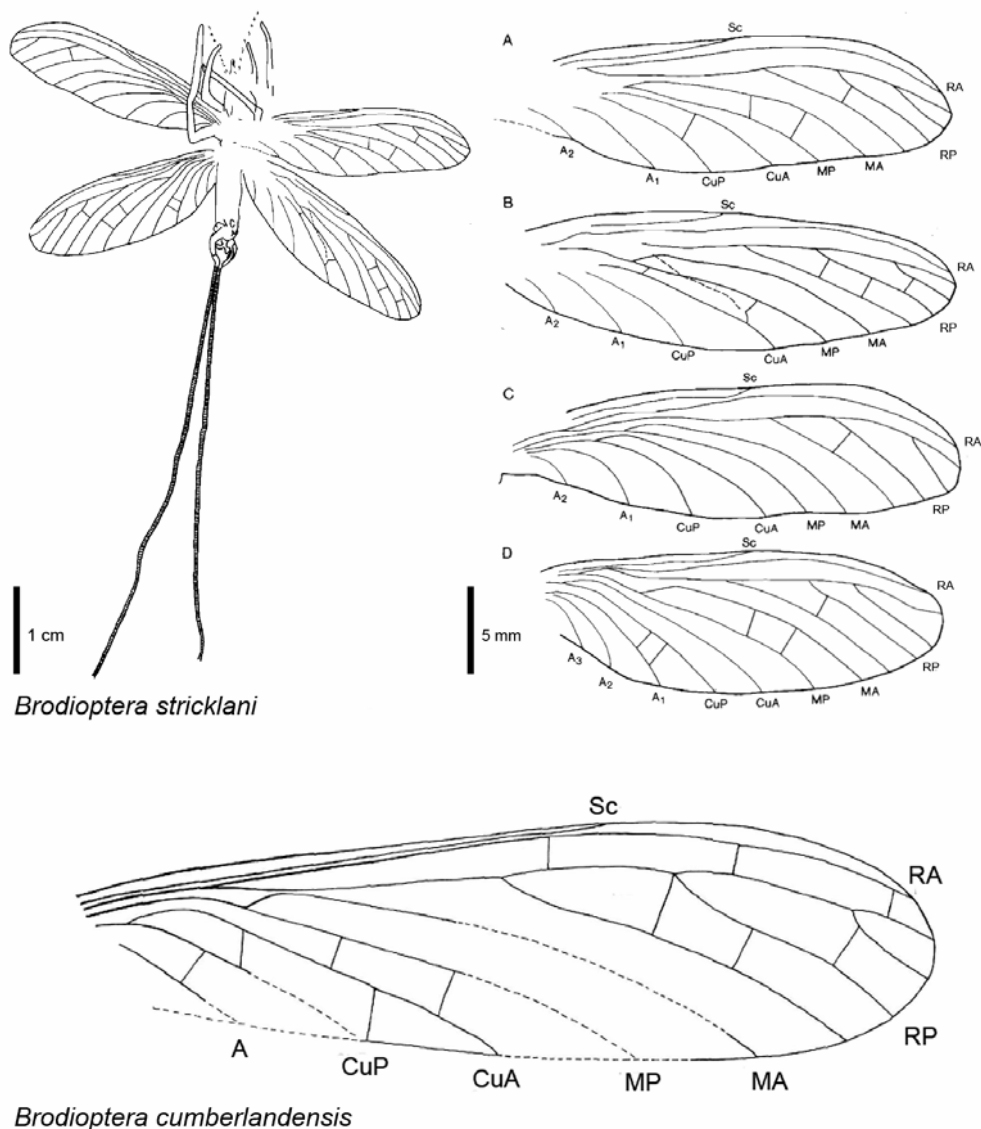 1 cm
Brodioptera stricklani
5 mm
A
Sc
RA
RP
MA
MP
CuA
CuP
A1
A2
B
Sc
RA
RP
MA
MP
CuA
CuP
A1
A2
C
Sc
RA
RP
MA
MP
CuA
CuP
A1
A2
D
Sc
RA
RP
MA
MP
CuA
CuP
A1
A2
A3
Sc
RA
RP
MA
MP
CuA
CuP
A
Brodioptera cumberlandensis